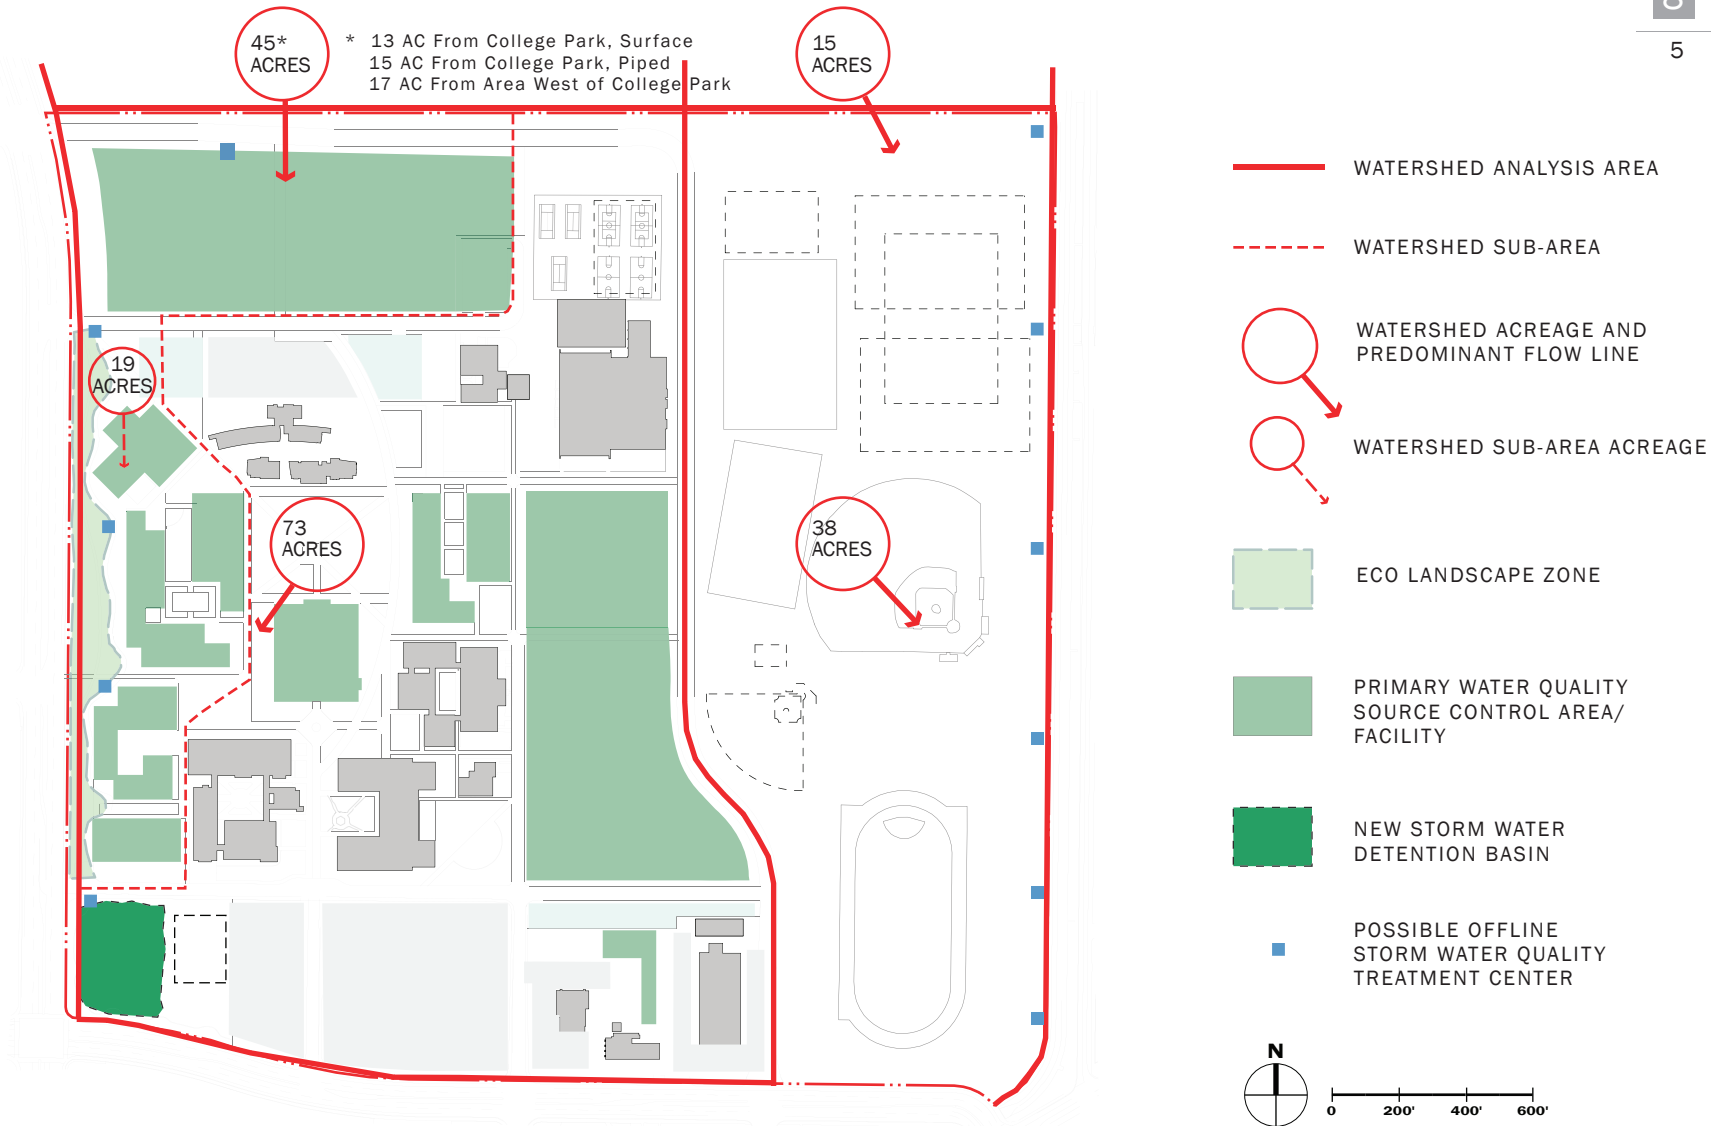 45*
ACRES
* 13 AC From College Park, Surface
15 AC From College Park, Piped
17 AC From Area West of College Park
15
ACRES
5
19
ACRES
73
ACRES
38
ACRES
WATERSHED ANALYSIS AREA
WATERSHED SUB-AREA
WATERSHED ACREAGE AND
PREDOMINANT FLOW LINE
WATERSHED SUB-AREA ACREAGE
ECO LANDSCAPE ZONE
PRIMARY WATER QUALITY
SOURCE CONTROL AREA/
FACILITY
NEW STORM WATER
DETENTION BASIN
POSSIBLE OFFLINE
STORM WATER QUALITY
TREATMENT CENTER
N
0 200' 400' 600'